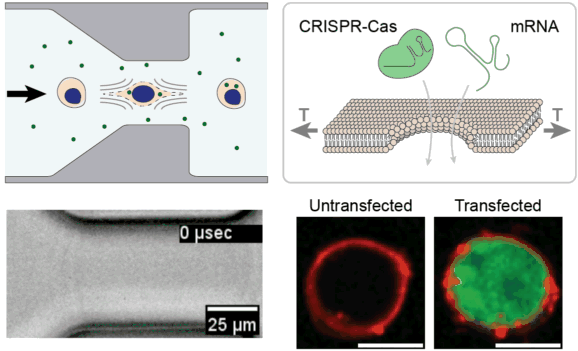 CRISPR-Cas
mRNA
T
T
0 µsec
25 µm
Untransfected
Transfected